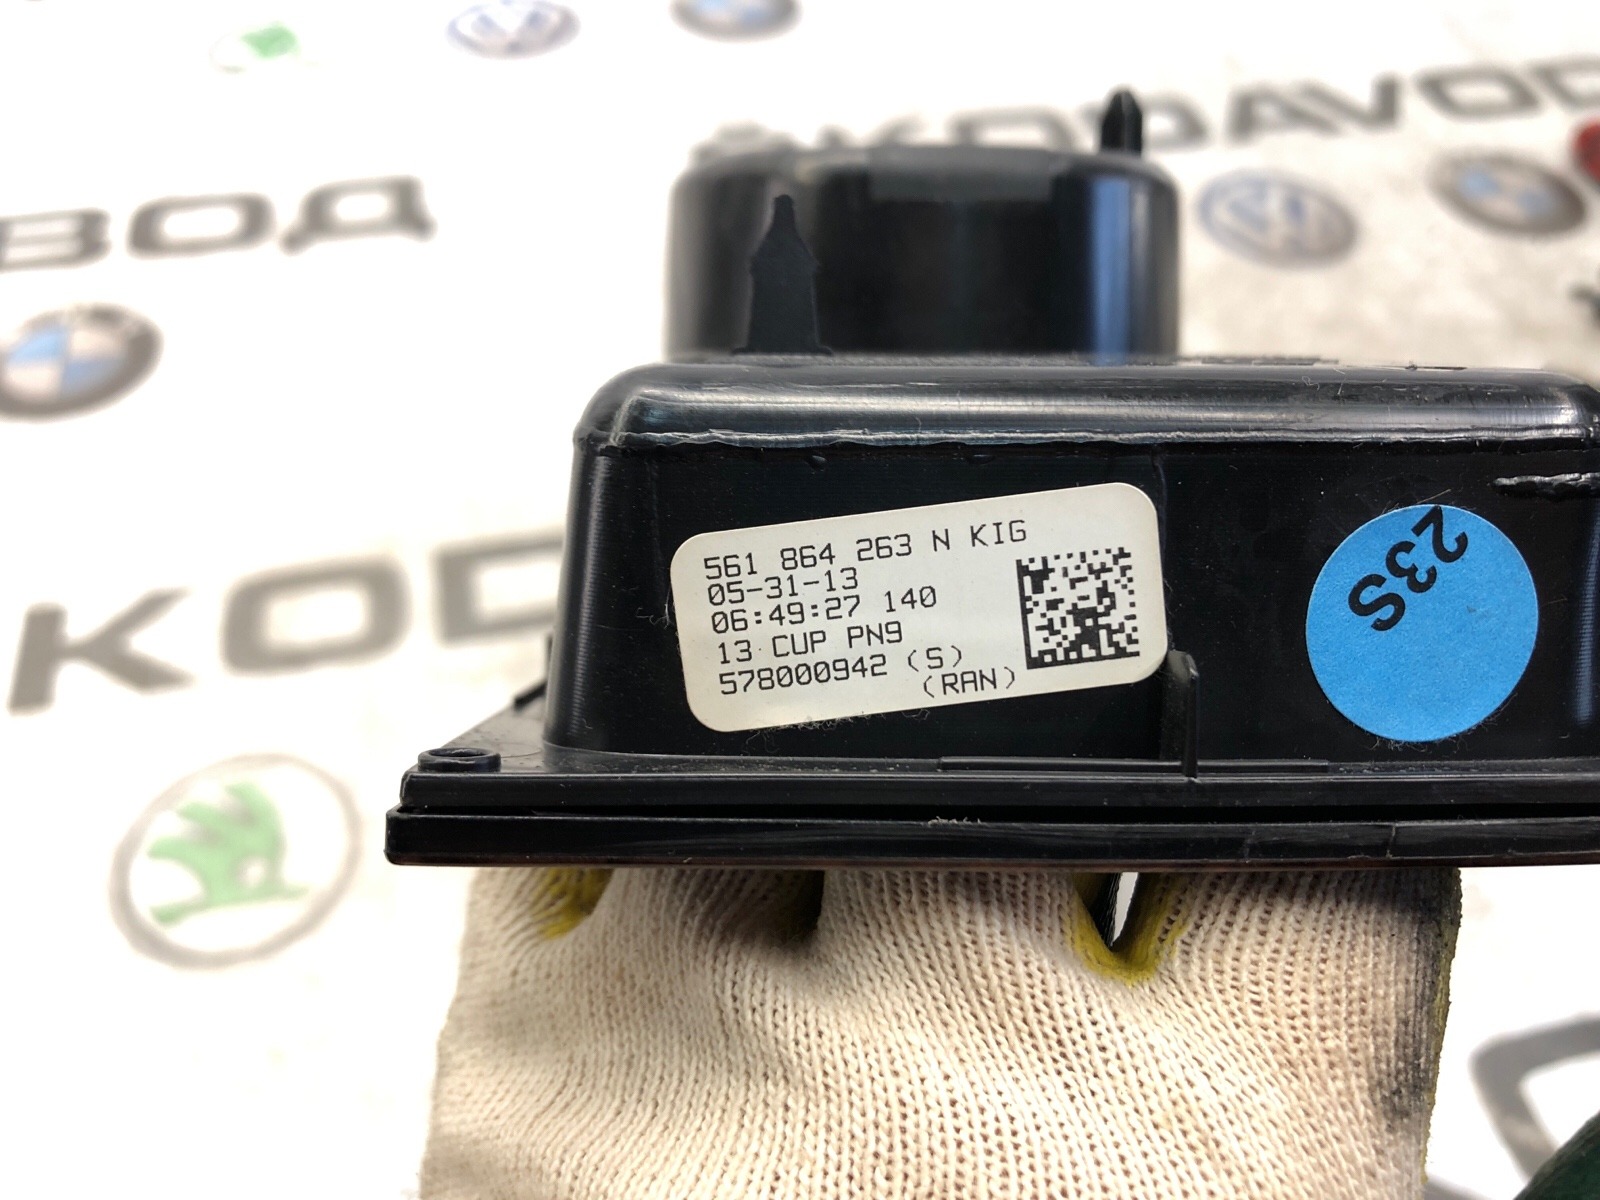 KODAVOD
ВОД
KOD
561 864 263 N KIG
05-31-13
06:49:27 140
13 CUP PN9
578000942 (S)
(RAN)
23S